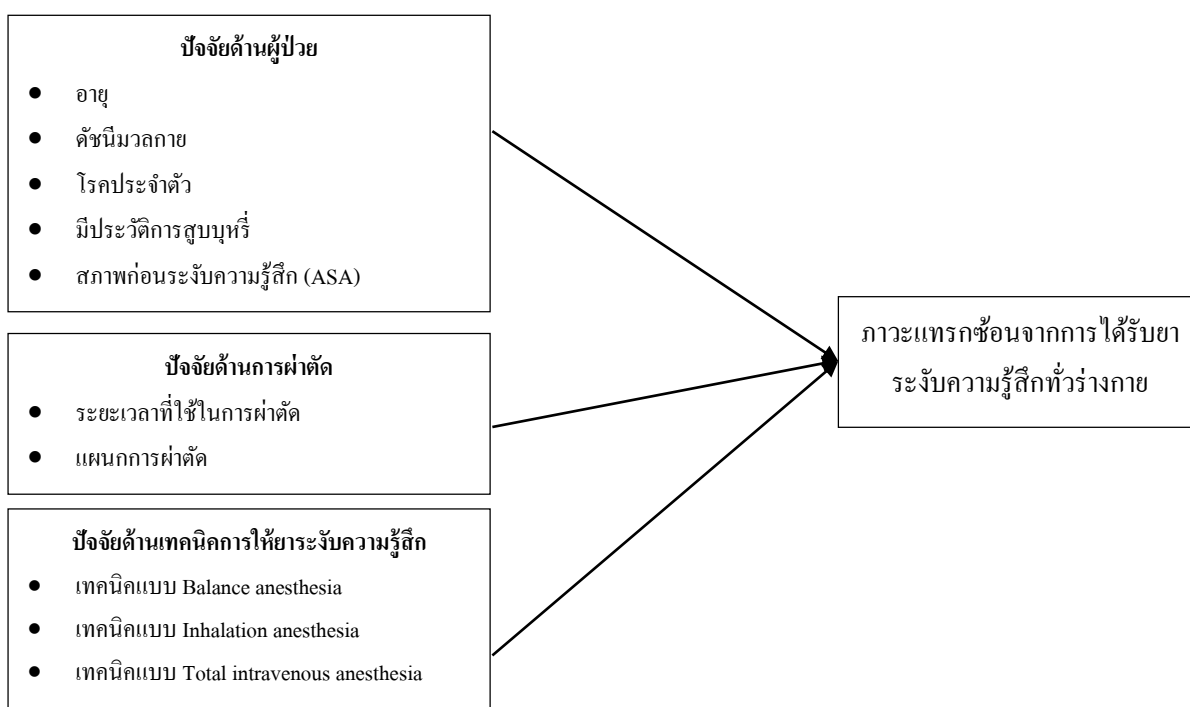 ปัจจัยด้านผู้ป่วย
● อายุ
● ดัชนีมวลกาย
● โรคประจำตัว
● มีประวัติการสูบบุหรี่
● สภาพก่อนระงับความรู้สึก (ASA)
ปัจจัยด้านการผ่าตัด
● ระยะเวลาที่ใช้ในการผ่าตัด
● แผนกการผ่าตัด
ปัจจัยด้านเทคนิคการให้ยาระงับความรู้สึก
● เทคนิคแบบ Balance anesthesia
● เทคนิคแบบ Inhalation anesthesia
● เทคนิคแบบ Total intravenous anesthesia
ภาวะแทรกซ้อนจากการได้รับยา
ระงับความรู้สึกทั่วร่างกาย